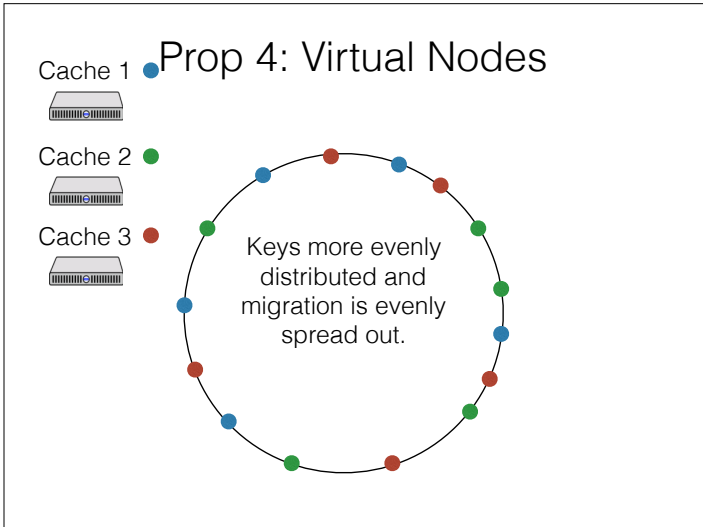 Prop 4: Virtual Nodes
Cache 1
Cache 2
Cache 3
Keys more evenly
distributed and
migration is evenly
spread out.